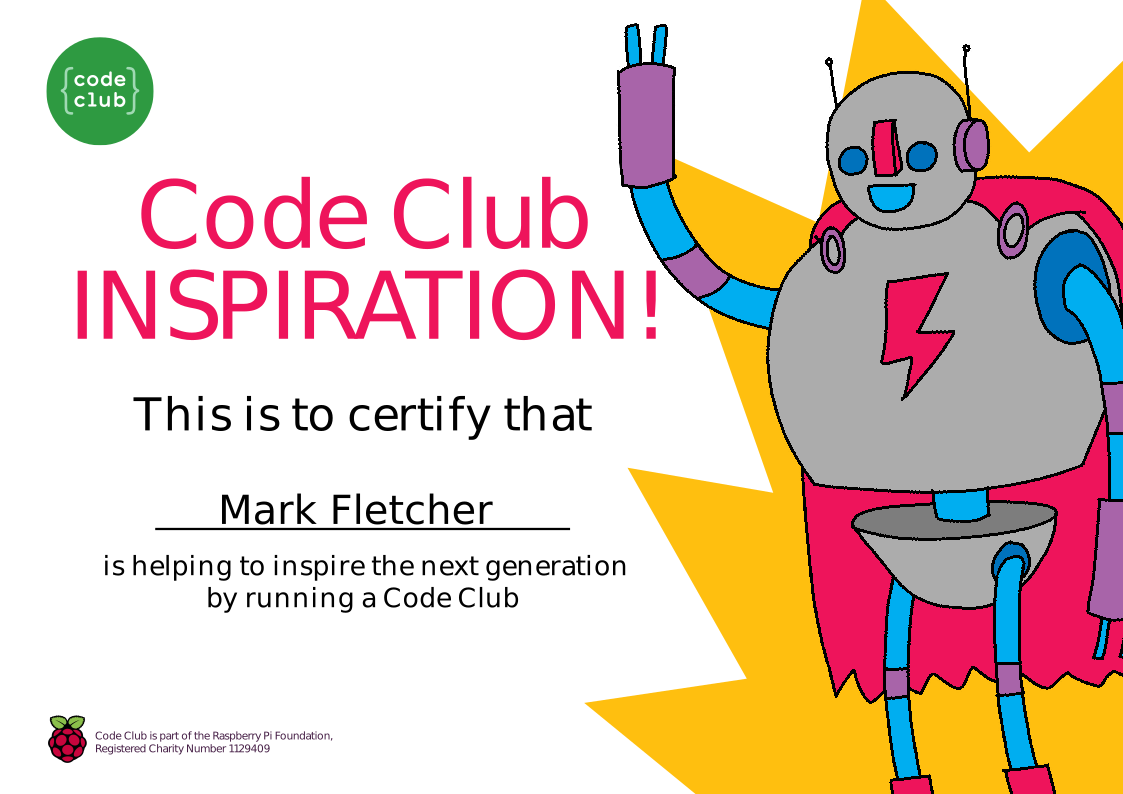 {code
club}
Code Club
INSPIRATION!
This is to certify that
Mark Fletcher
is helping to inspire the next generation
by running a Code Club
Code Club is part of the Raspberry Pi Foundation,
Registered Charity Number 1129409